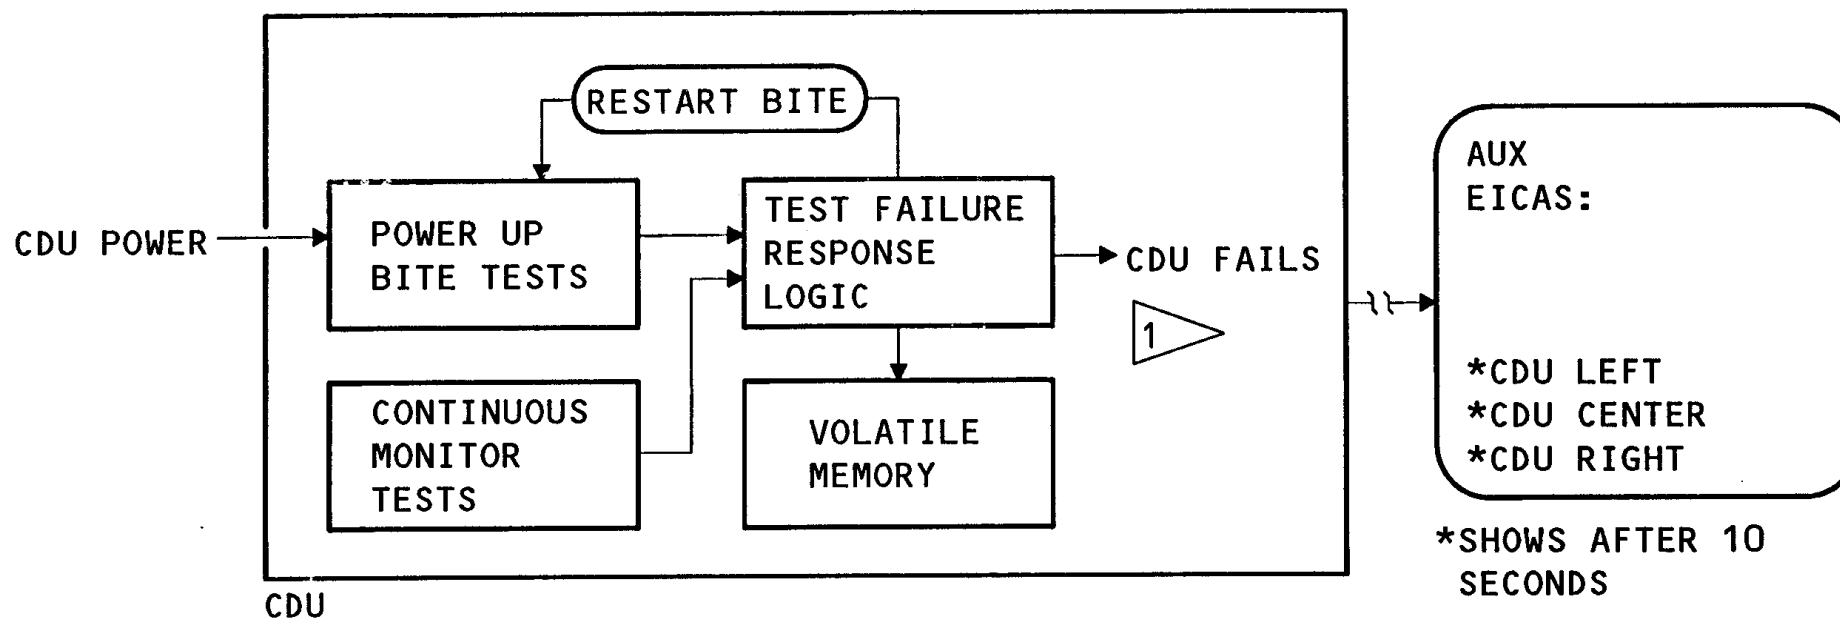 RESTART BITE
CDU POWER
POWER UP
BITE TESTS
TEST FAILURE
RESPONSE
LOGIC
CDU FAILS
1
CONTINUOUS
MONITOR
TESTS
VOLATILE
MEMORY
CDU
AUX
EICAS:
*CDU LEFT
*CDU CENTER
*CDU RIGHT
*SHOWS AFTER 10
SECONDS